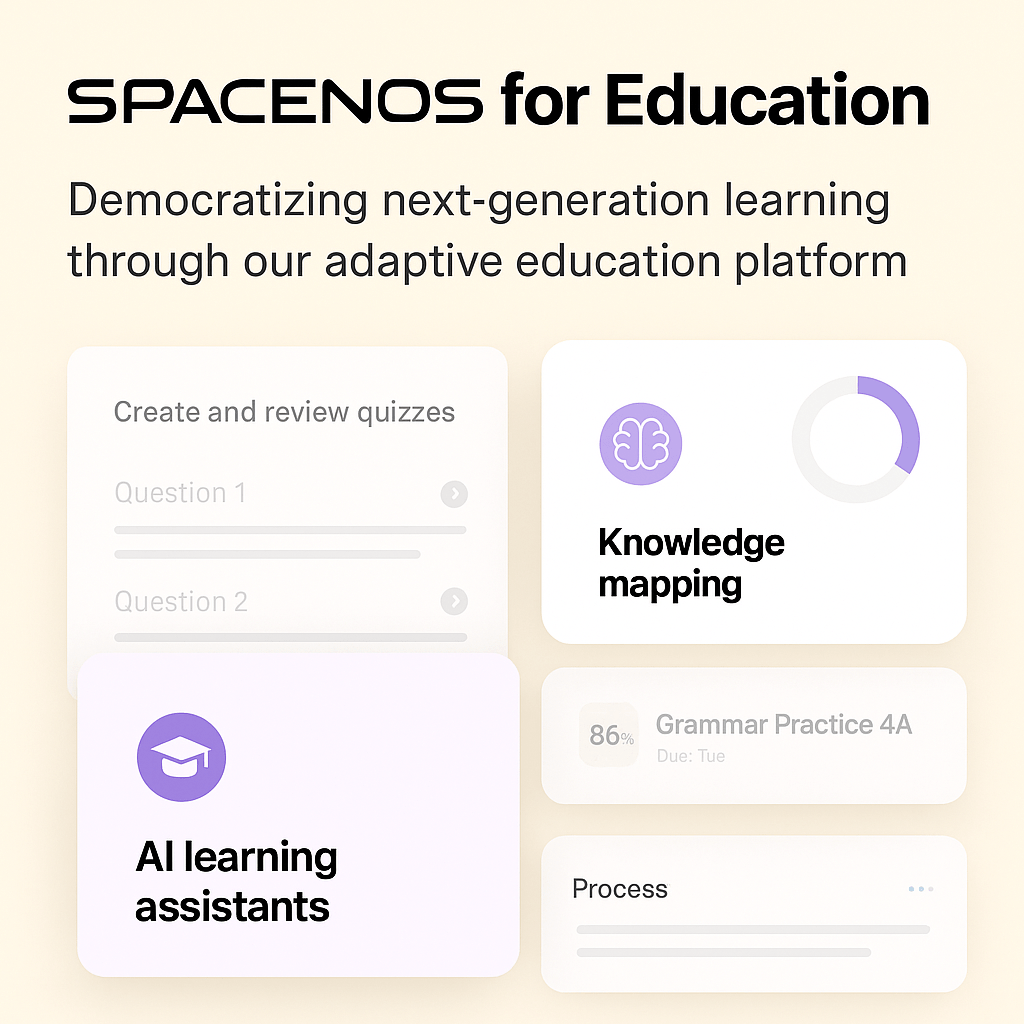 SPACENOS for Education
Democratizing next-generation learning
through our adaptive education platform
Create and review quizzes
Question 1
Question 2
Knowledge
mapping
AI learning
assistants
86%
Grammar Practice 4A
Due: Tue
Process